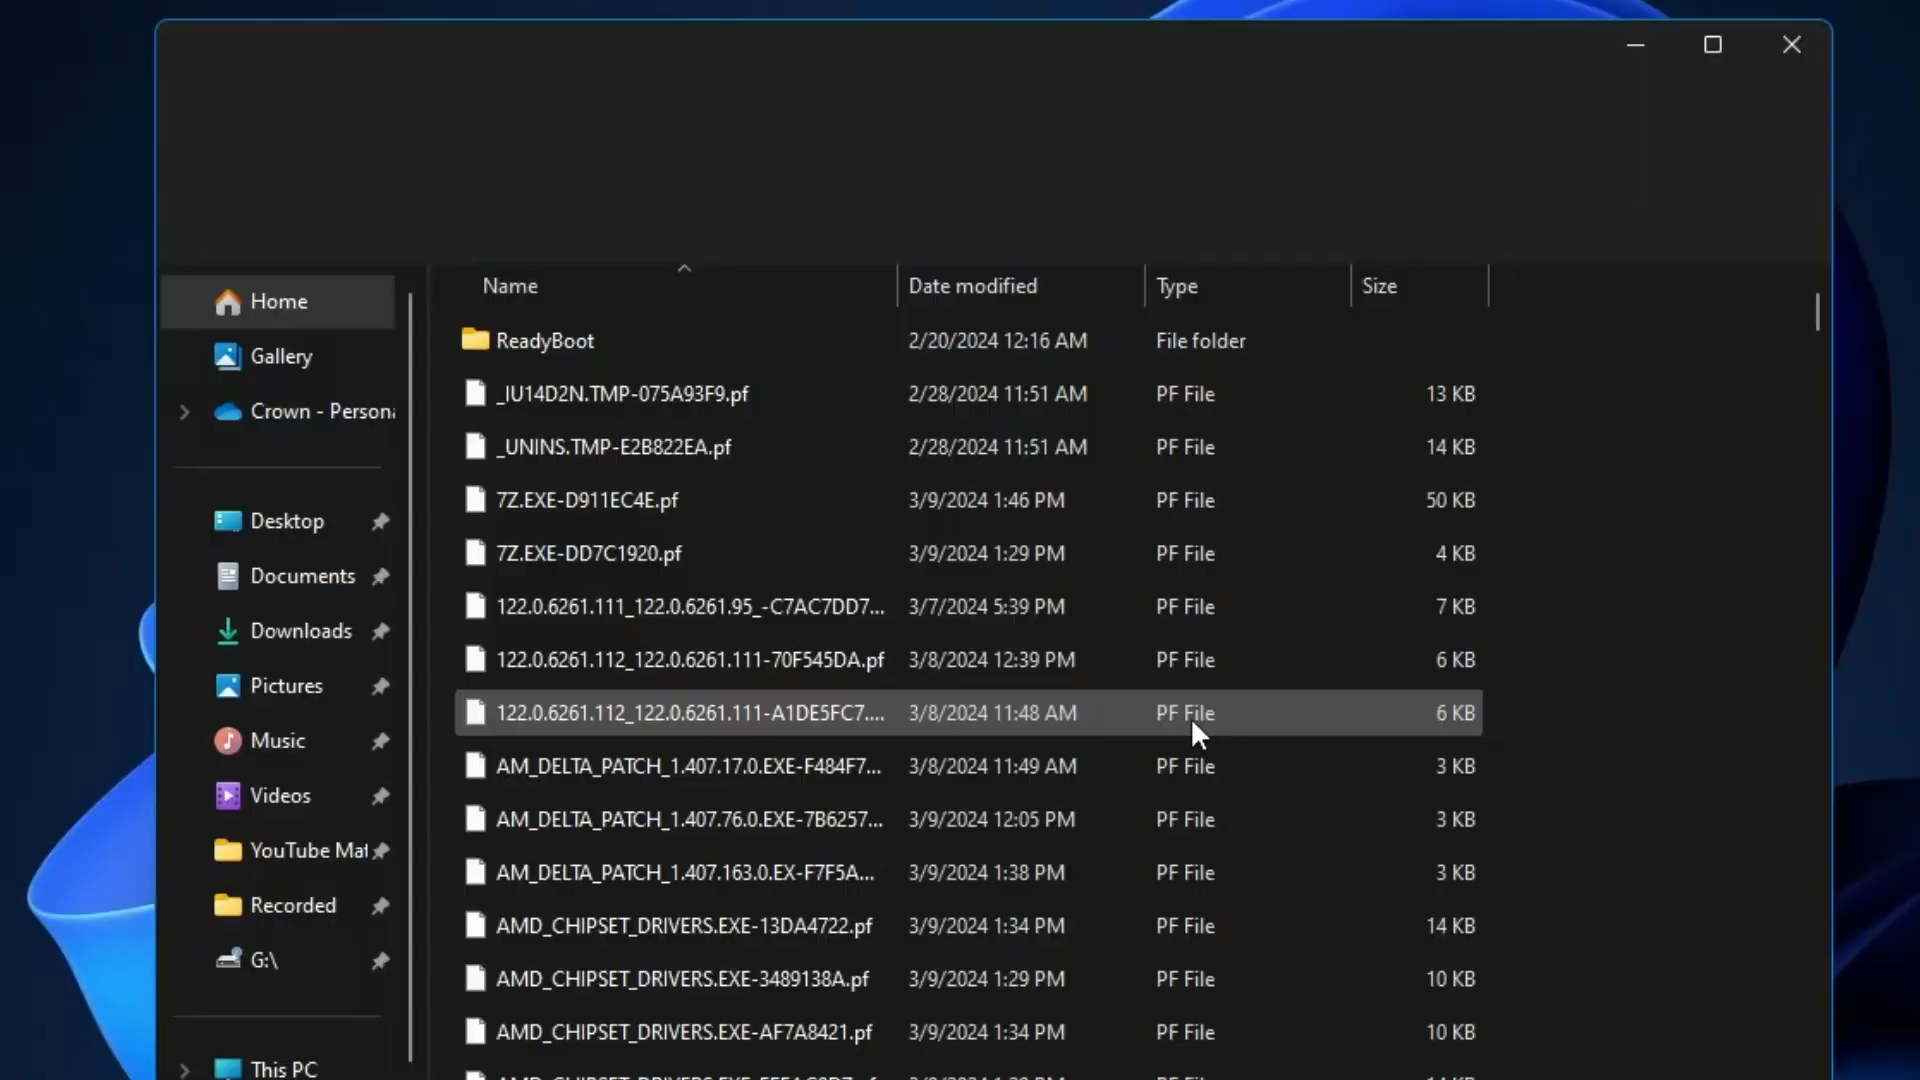 Name Date modified Type Size
Home
Gallery
Crown - Persona
Desktop
Documents
Downloads
Pictures
Music
Videos
YouTube Mat
Recorded
G:\
This PC
ReadyBoot 2/20/2024 12:16 AM File folder
_IU14D2N.TMP-075A93F9.pf 2/28/2024 11:51 AM PF File 13 KB
_UNINS.TMP-E2B822EA.pf 2/28/2024 11:51 AM PF File 14 KB
7Z.EXE-D911EC4E.pf 3/9/2024 1:46 PM PF File 50 KB
7Z.EXE-DD7C1920.pf 3/9/2024 1:29 PM PF File 4 KB
122.0.6261.111_122.0.6261.95_-C7AC7DD7... 3/7/2024 5:39 PM PF File 7 KB
122.0.6261.112_122.0.6261.111-70F545DA.pf 3/8/2024 12:39 PM PF File 6 KB
122.0.6261.112_122.0.6261.111-A1DE5FC7.... 3/8/2024 11:48 AM PF File 6 KB
AM_DELTA_PATCH_1.407.17.0.EXE-F484F7... 3/8/2024 11:49 AM PF File 3 KB
AM_DELTA_PATCH_1.407.76.0.EXE-7B6257... 3/9/2024 12:05 PM PF File 3 KB
AM_DELTA_PATCH_1.407.163.0.EX-F7F5A... 3/9/2024 1:38 PM PF File 3 KB
AMD_CHIPSET_DRIVERS.EXE-13DA4722.pf 3/9/2024 1:34 PM PF File 14 KB
AMD_CHIPSET_DRIVERS.EXE-3489138A.pf 3/9/2024 1:29 PM PF File 10 KB
AMD_CHIPSET_DRIVERS.EXE-AF7A8421.pf 3/9/2024 1:34 PM PF File 10 KB